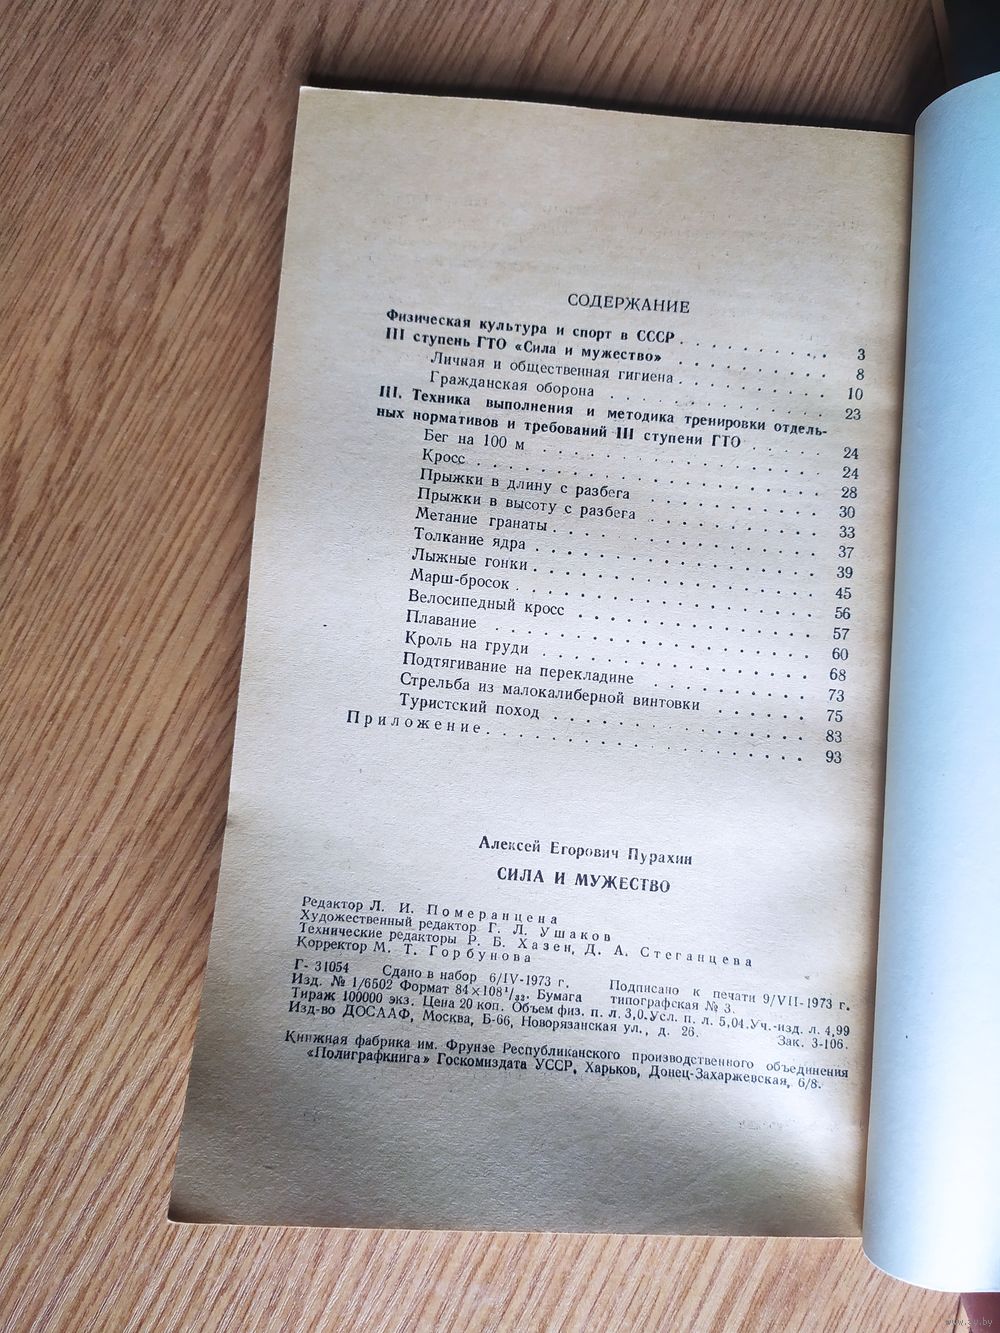 СОДЕРЖАНИЕ
Физическая культура и спорт в СССР . . . . . . . . 3
III ступень ГТО «Сила и мужество» . . . . . . . . 8
Личная и общественная гигиена . . . . . . . . 10
Гражданская оборона . . . . . . . . 23
III. Техника выполнения и методика тренировки отдель-
ных нормативов и требований III ступени ГТО . . . . 24
Бег на 100 м . . . . . . . . 24
Кросс . . . . . . . . 28
Прыжки в длину с разбега . . . . . . . . 30
Прыжки в высоту с разбега . . . . . . . . 33
Метание гранаты . . . . . . . . 37
Толкание ядра . . . . . . . . 39
Лыжные гонки . . . . . . . . 45
Марш-бросок . . . . . . . . 56
Велосипедный кросс . . . . . . . . 57
Плавание . . . . . . . . 60
Кроль на груди . . . . . . . . 68
Подтягивание на перекладине . . . . . . . . 73
Стрельба из малокалиберной винтовки . . . . . . 75
Туристский поход . . . . . . . . 83
Приложение . . . . . . . . 93
Алексей Егорович Пурахин
СИЛА И МУЖЕСТВО
Редактор Л. И. Померанцена
Художественный редактор Г. Л. Ушаков
Технические редакторы Р. Б. Хазен, Д. А. Стеганцева
Корректор М. Т. Горбунова
Г- 31054 Сдано в набор 6/IV-1973 г. Подписано к печати 9/VII-1973 г.
Изд. № 1/6502 Формат 84×108 1/32. Бумага типографская № 3.
Тираж 100000 экз. Цена 20 коп. Объем физ. п. л. 3,0. Усл. п. л. 5,04. Уч.-изд. л. 4,99
Изд-во ДОСААФ, Москва, Б-66, Новорязанская ул., д. 26. Зак. 3-106.
Книжная фабрика им. Фрунзе Республиканского производственного объединения
«Полиграфкнига» Госкомиздата УССР, Харьков, Донец-Захаржевская, 6/8.
www.ay.by